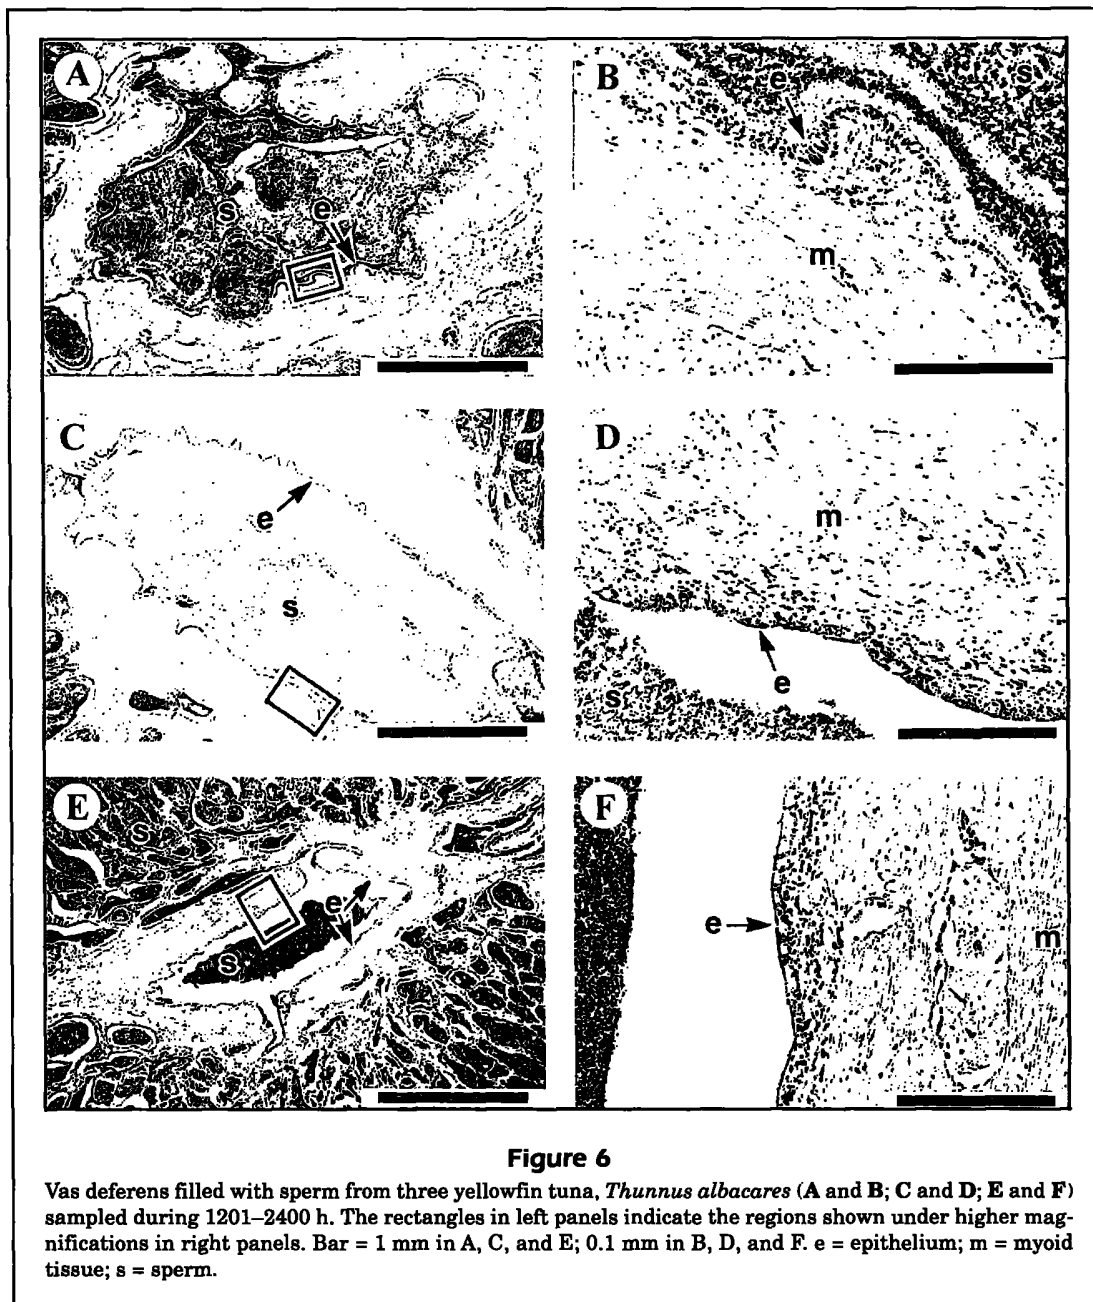 A
s
e
B
e
s
m
C
e
s
D
m
e
s
E
s
e
s
F
e
m
Figure 6
Vas deferens filled with sperm from three yellowfin tuna, Thunnus albacares (A and B; C and D; E and F)
sampled during 1201–2400 h. The rectangles in left panels indicate the regions shown under higher mag-
nifications in right panels. Bar = 1 mm in A, C, and E; 0.1 mm in B, D, and F. e = epithelium; m = myoid
tissue; s = sperm.